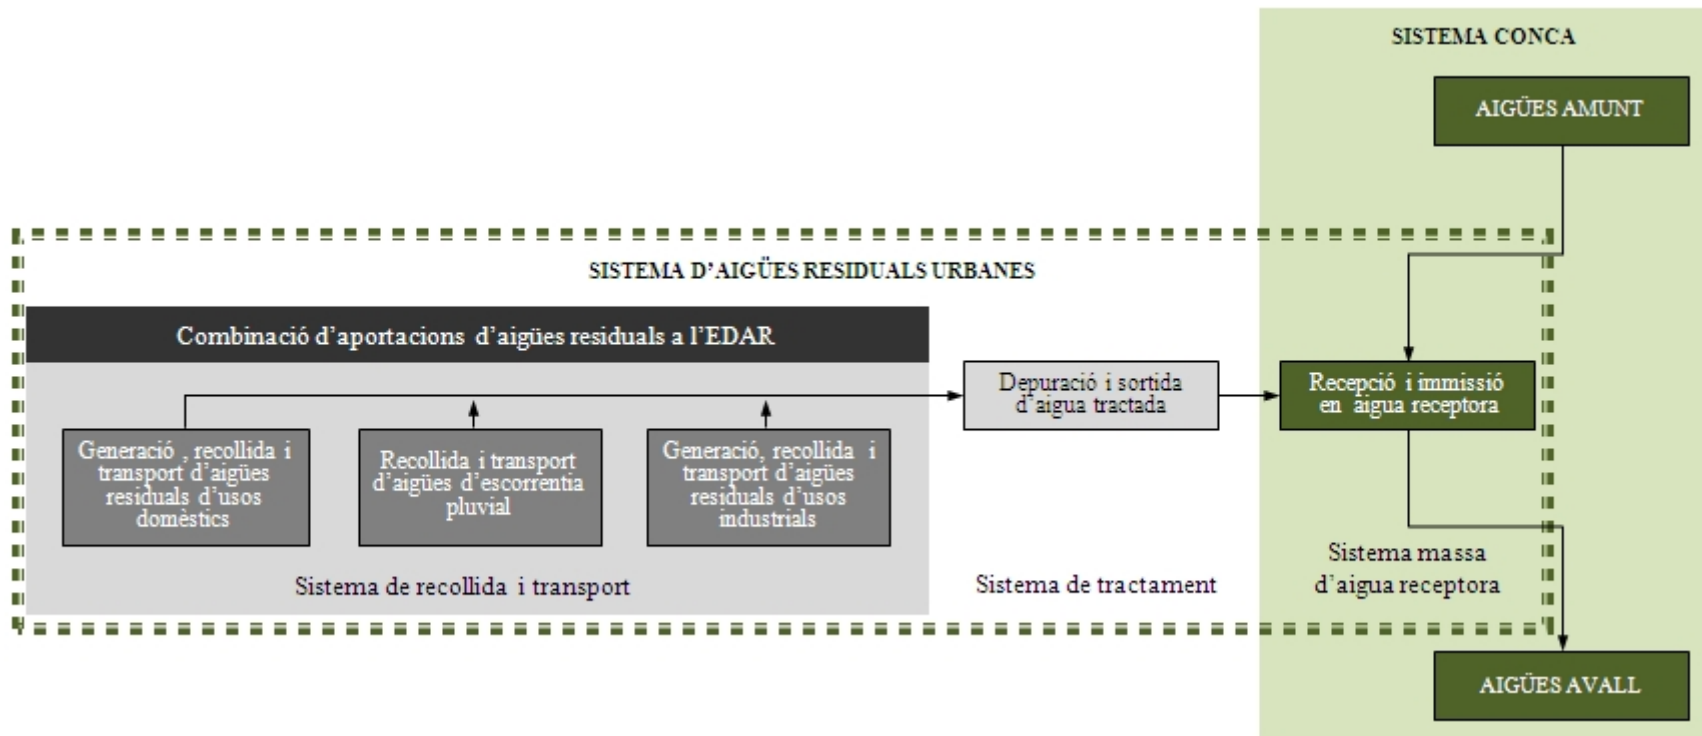 SISTEMA CONCA
AIGÜES AMUNT
SISTEMA D’AIGÜES RESIDUALS URBANES
Combinació d’aportacions d’aigües residuals a l’EDAR
Generació , recollida i
transport d’aigües
residuals d’usos
domèstics
Recollida i transport
d’aigües d’escorrentia
pluvial
Generació, recollida i
transport d’aigües
residuals d’usos
industrials
Sistema de recollida i transport
Depuració i sortida
d’aigua tractada
Sistema de tractament
Recepció i immissió
en aigua receptora
Sistema massa
d’aigua receptora
AIGÜES AVALL